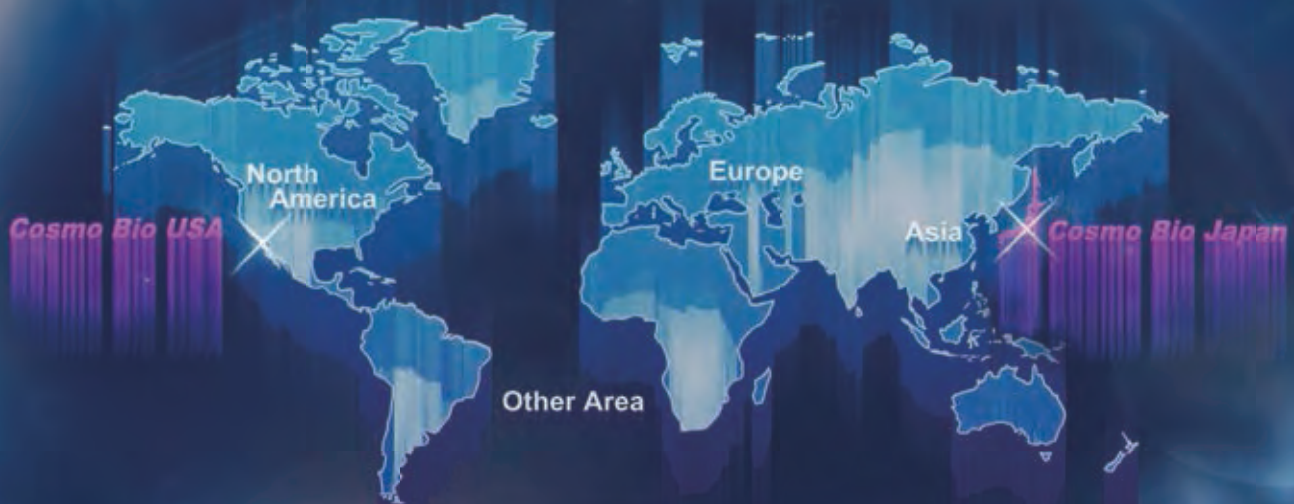 North
America
Europe
Cosmo Bio USA
Asia
Cosmo Bio Japan
Other Area